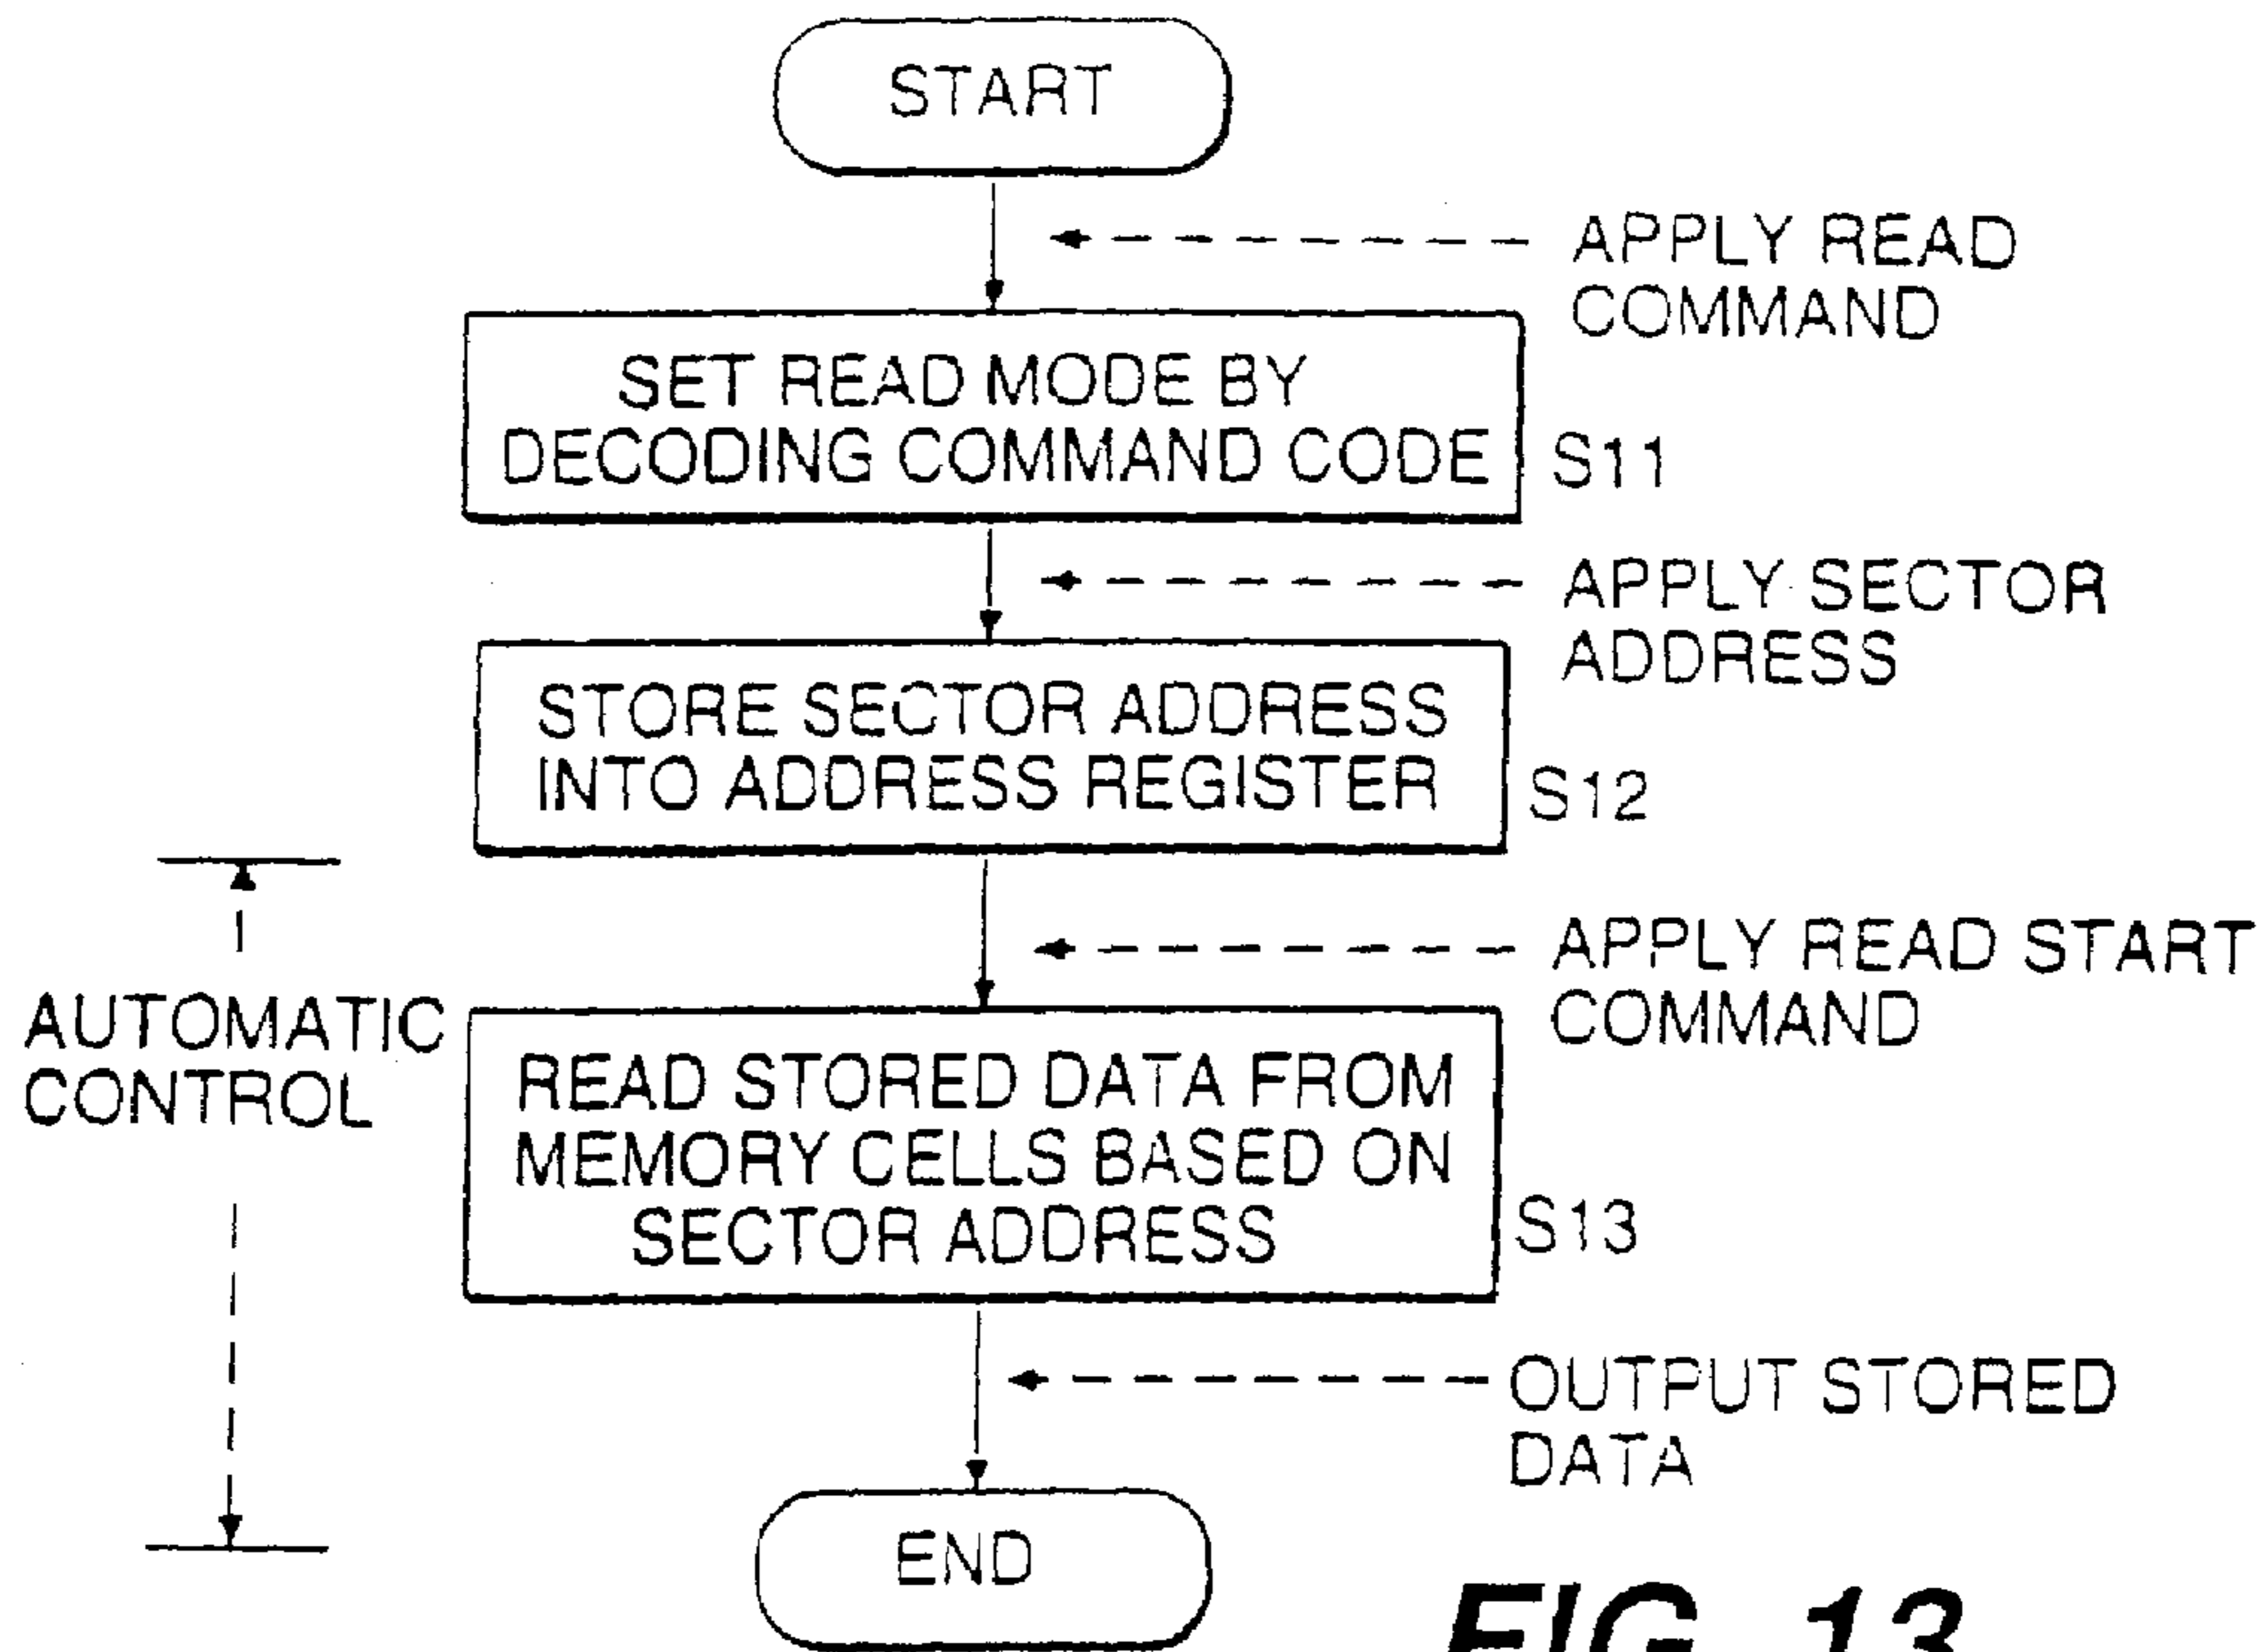 START
APPLY READ
COMMAND
SET READ MODE BY
DECODING COMMAND CODE
S11
APPLY SECTOR
ADDRESS
STORE SECTOR ADDRESS
INTO ADDRESS REGISTER
S12
APPLY READ START
COMMAND
AUTOMATIC
CONTROL
READ STORED DATA FROM
MEMORY CELLS BASED ON
SECTOR ADDRESS
S13
OUTPUT STORED
DATA
END
FIG. 13